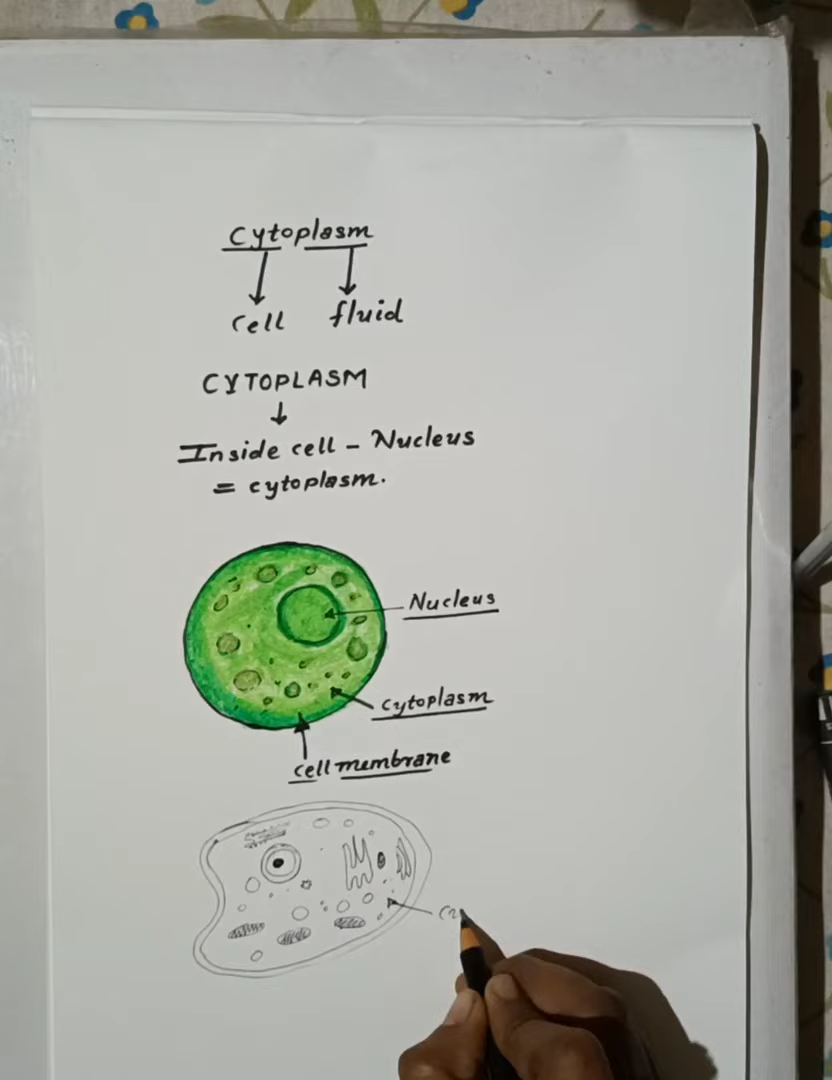 Cytoplasm
cell fluid
CYTOPLASM
Inside cell - Nucleus
= cytoplasm.
Nucleus
cytoplasm
cell membrane